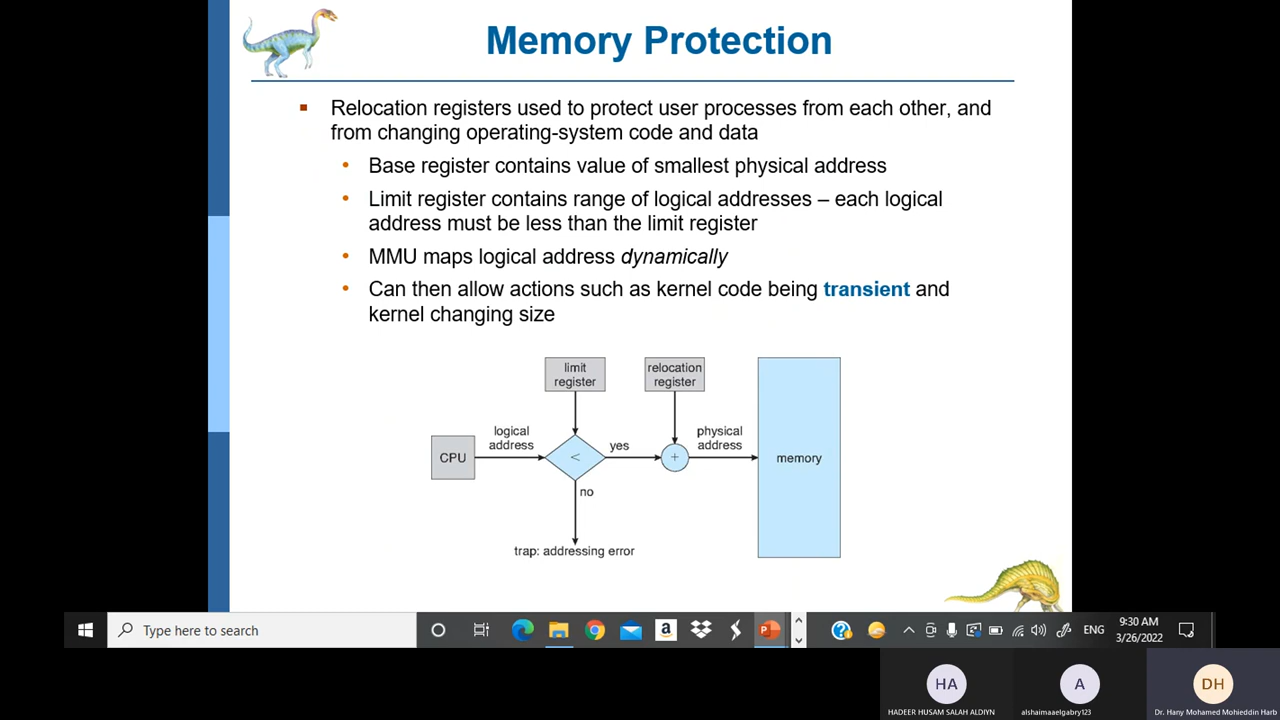 Memory Protection
Relocation registers used to protect user processes from each other, and
from changing operating-system code and data
Base register contains value of smallest physical address
Limit register contains range of logical addresses – each logical
address must be less than the limit register
MMU maps logical address dynamically
Can then allow actions such as kernel code being transient and
kernel changing size
limit
register
relocation
register
logical
address
yes
physical
address
CPU
<
+
memory
no
trap: addressing error
Type here to search
ENG
9:30 AM
3/26/2022
HA
A
DH
HADEER HUSAM SALAH ALDIYN
alshaimaaelgabry123
Dr. Hany Mohamed Mohieddin Harb